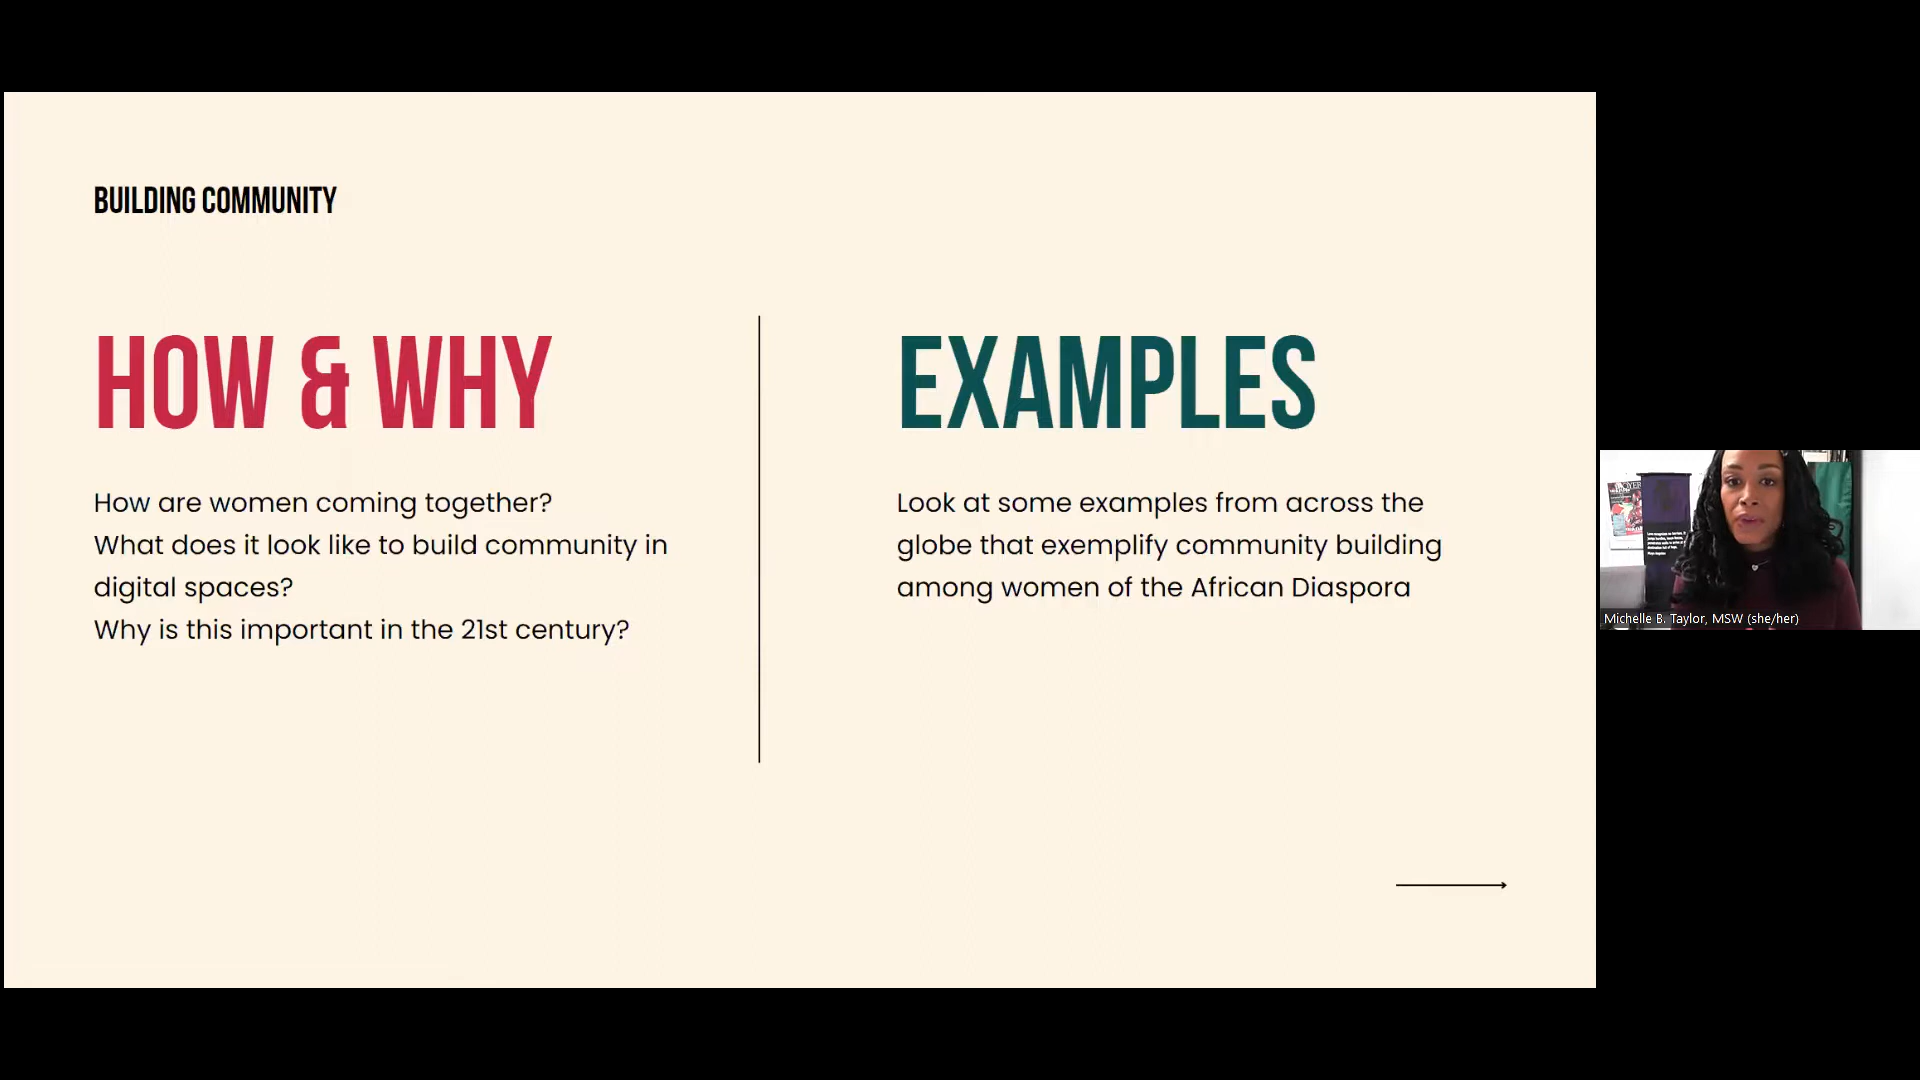 BUILDING COMMUNITY
HOW & WHY
How are women coming together?
What does it look like to build community in
digital spaces?
Why is this important in the 21st century?
EXAMPLES
Look at some examples from across the
globe that exemplify community building
among women of the African Diaspora
Michelle B. Taylor, MSW (she/her)